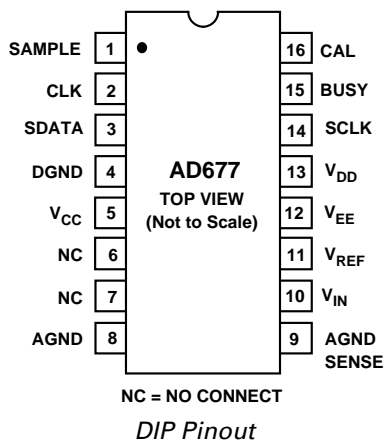 SAMPLE 1 16 CAL
CLK 2 15 BUSY
SDATA 3 14 SCLK
DGND 4 AD677 13 VDD
TOP VIEW
VCC 5 (Not to Scale) 12 VEE
NC 6 11 VREF
NC 7 10 VIN
AGND 8 9 AGND
SENSE
NC = NO CONNECT
DIP Pinout